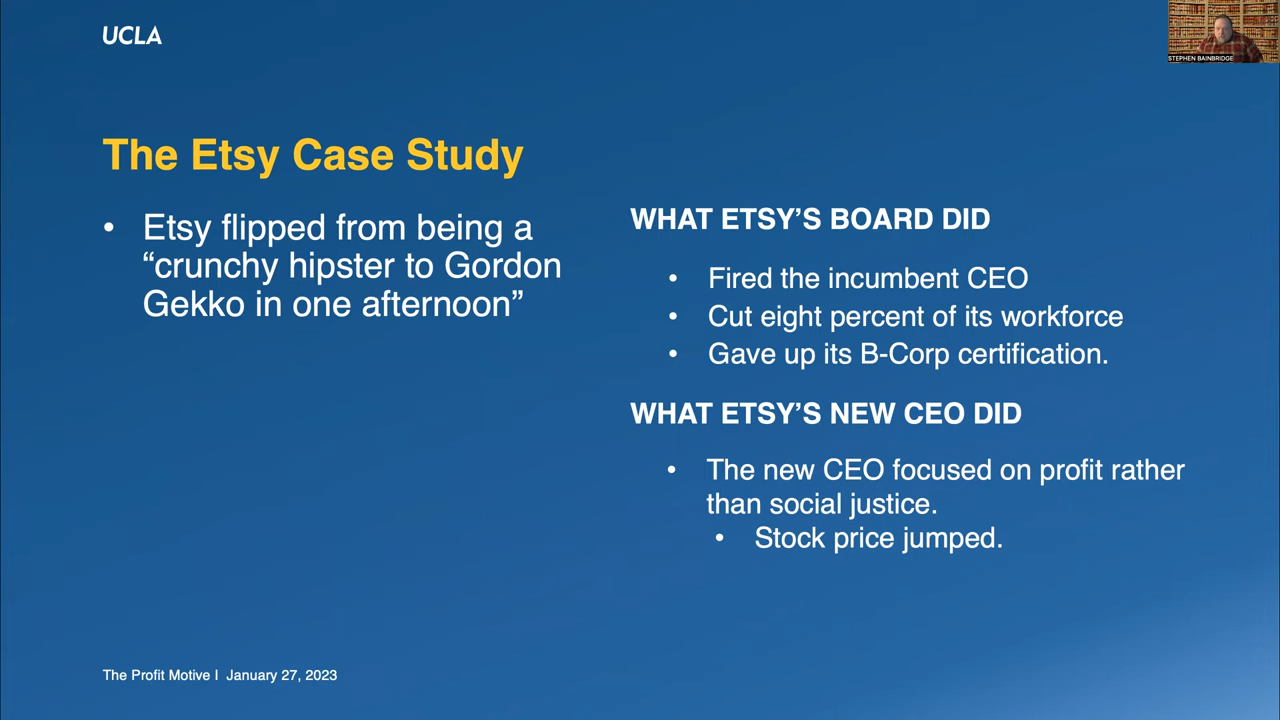 UCLA
STEPHEN BAINBRIDGE
The Etsy Case Study
• Etsy flipped from being a
“crunchy hipster to Gordon
Gekko in one afternoon”
WHAT ETSY’S BOARD DID
• Fired the incumbent CEO
• Cut eight percent of its workforce
• Gave up its B-Corp certification.
WHAT ETSY’S NEW CEO DID
• The new CEO focused on profit rather
than social justice.
• Stock price jumped.
The Profit Motive I January 27, 2023